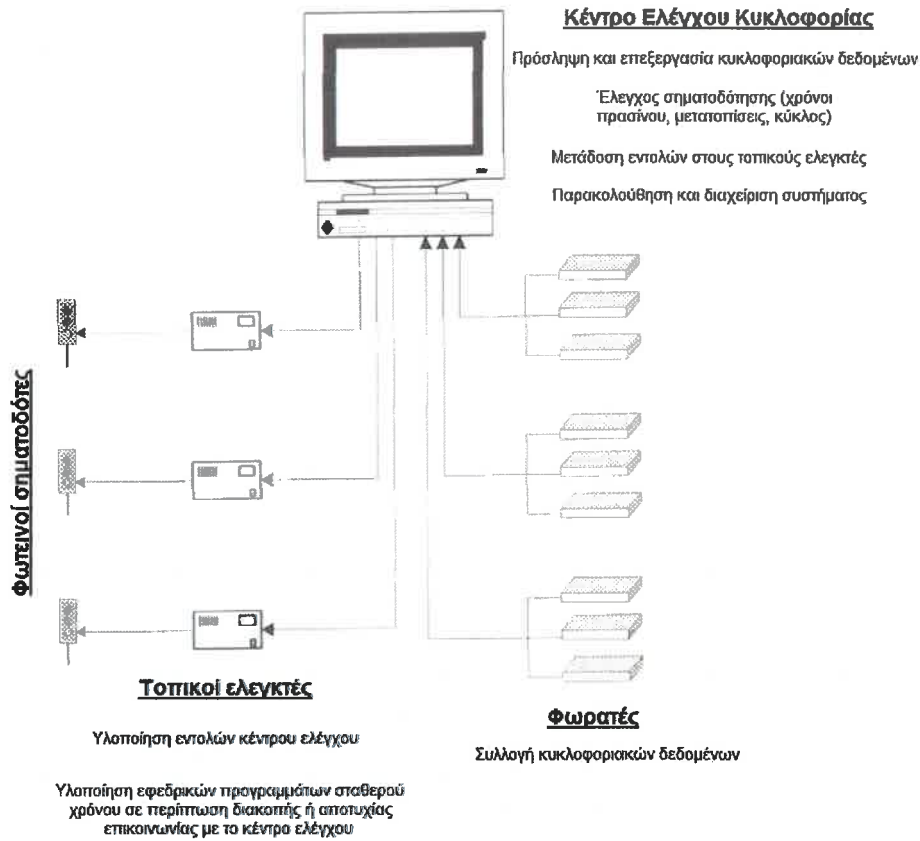 Κέντρο Ελέγχου Κυκλοφορίας
Πρόσληψη και επεξεργασία κυκλοφοριακών δεδομένων
Έλεγχος σηματοδότησης (χρόνοι
πρασίνου, μετατοπίσεις, κύκλος)
Μετάδοση εντολών στους τοπικούς ελεγκτές
Παρακολούθηση και διαχείριση συστήματος
Φωτεινοί σηματοδότες
Τοπικοί ελεγκτές
Υλοποίηση εντολών κέντρου ελέγχου
Υλοποίηση εφεδρικών προγραμμάτων σταθερού
χρόνου σε περίπτωση διακοπής ή αποτυχίας
επικοινωνίας με το κέντρο ελέγχου
Φωρατές
Συλλογή κυκλοφοριακών δεδομένων